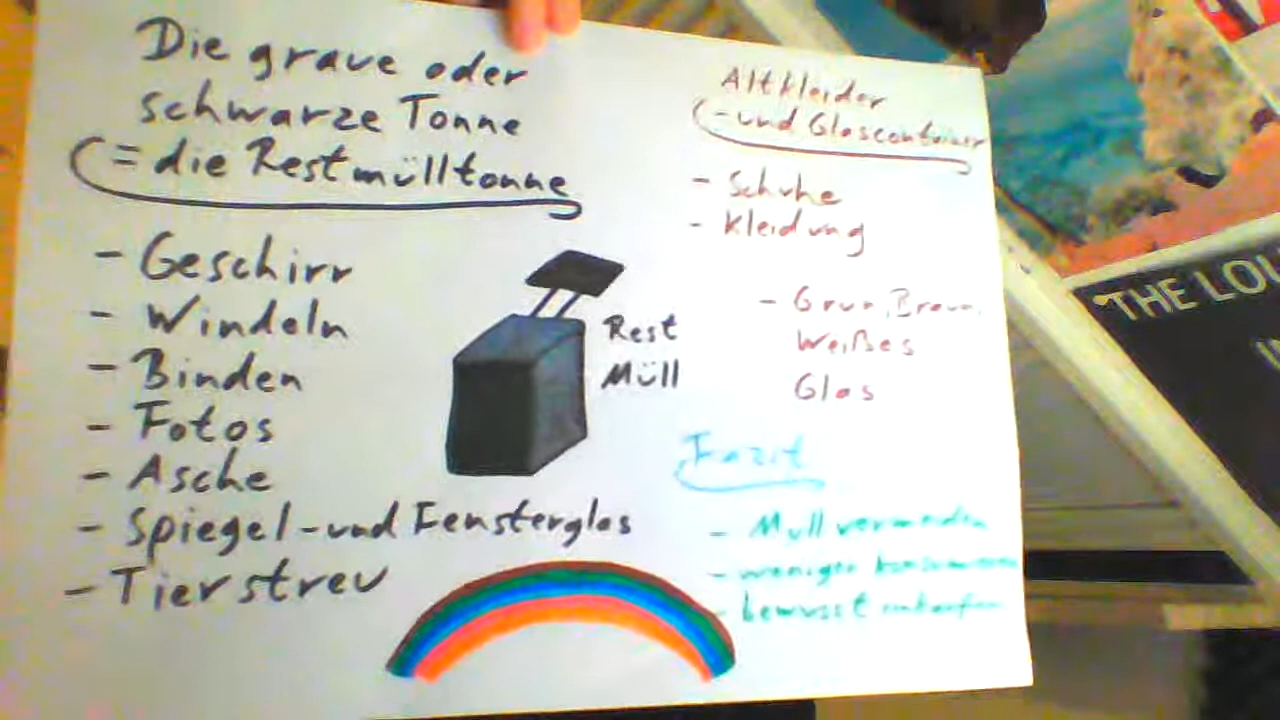 Die graue oder
schwarze Tonne
= die Restmülltonne
- Geschirr
- Windeln
- Binden
- Fotos
- Asche
- Spiegel-und Fensterglas
- Tierstreu
Rest
Müll
Altkleider
-und Glascontainer
- Schuhe
- Kleidung
- Grün, Braun,
Weißes
Glas
Fazit
- Müll vermeiden
- weniger konsumieren
- bewusst einkaufen
THE LOU